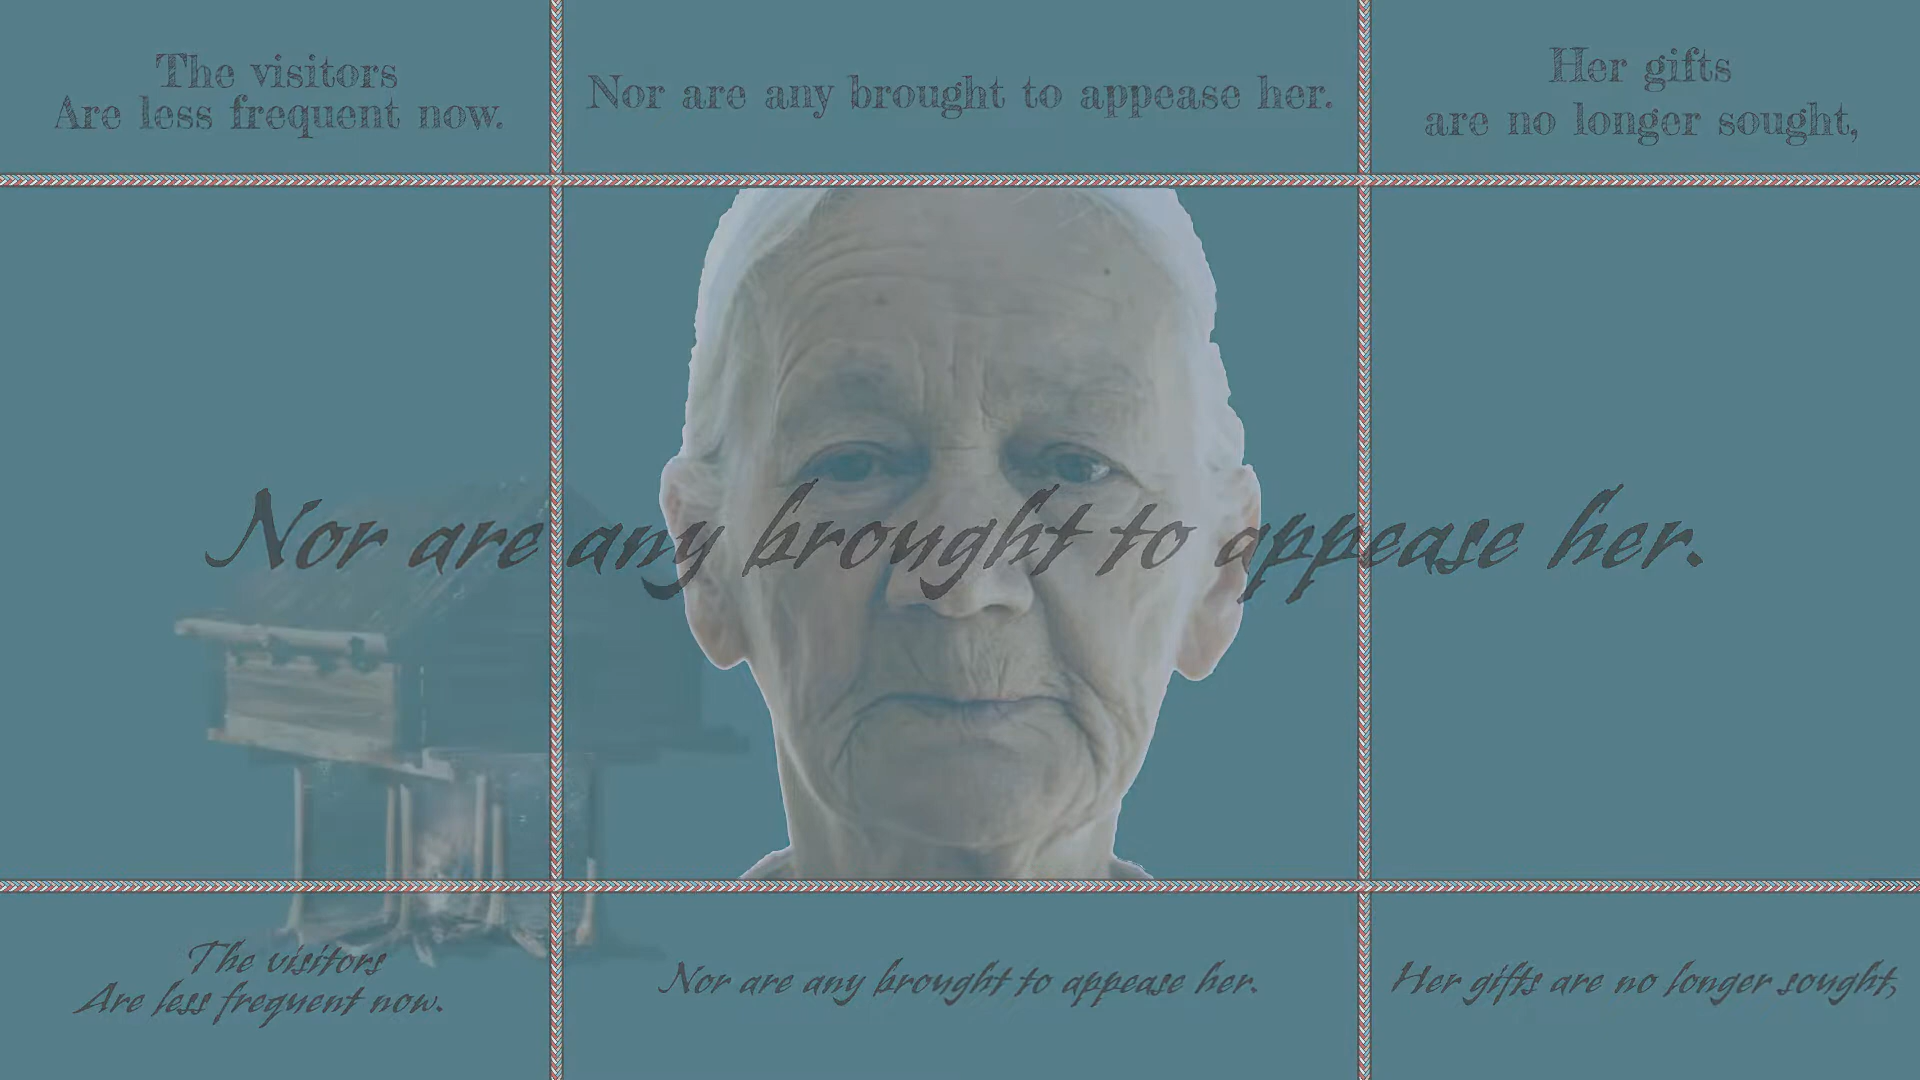 The visitors
Are less frequent now.
Nor are any brought to appease her.
Her gifts
are no longer sought,
Nor are any brought to appease her.
The visitors
Are less frequent now.
Nor are any brought to appease her.
Her gifts are no longer sought,